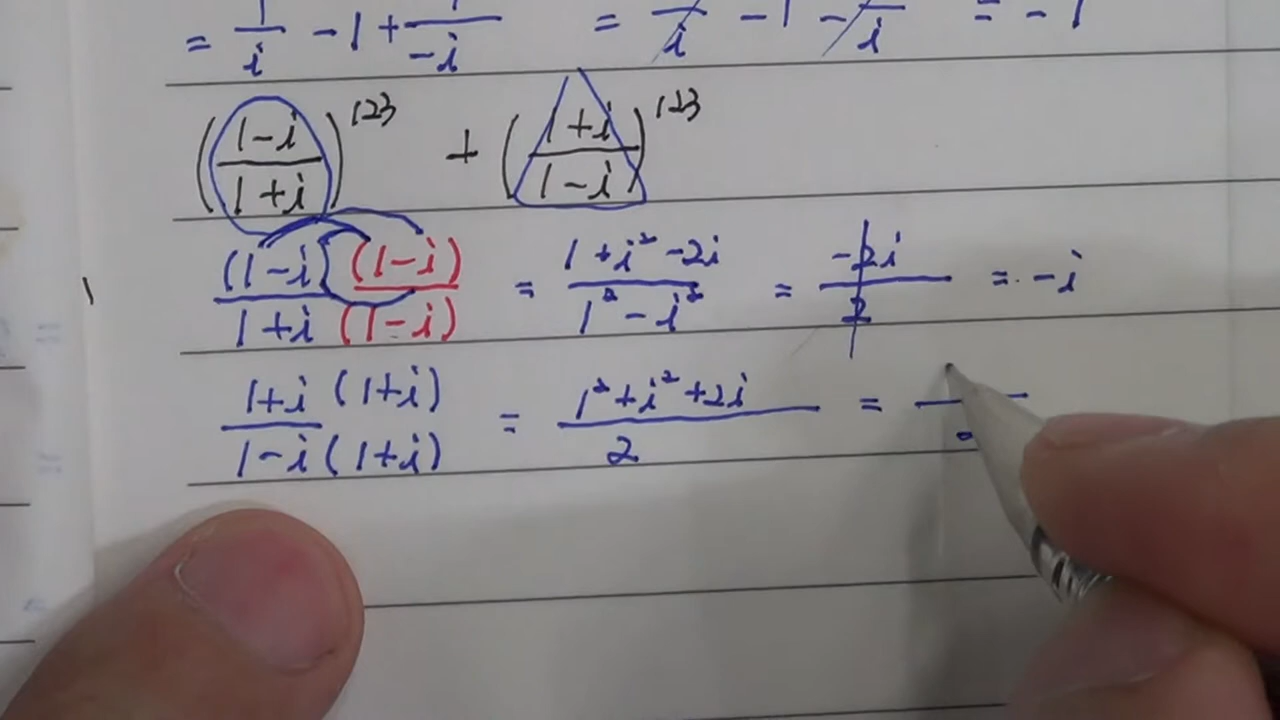 = 1/i - 1 + 1/-i = 1/i - 1 - 1/i = -1
((1-i)/(1+i))^123 + ((1+i)/(1-i))^123
(1-i)(1-i) / 1+i(1-i) = 1+i²-2i / 1²-i² = -2i / 2 = -i
1+i(1+i) / 1-i(1+i) = 1²+i²+2i / 2 =